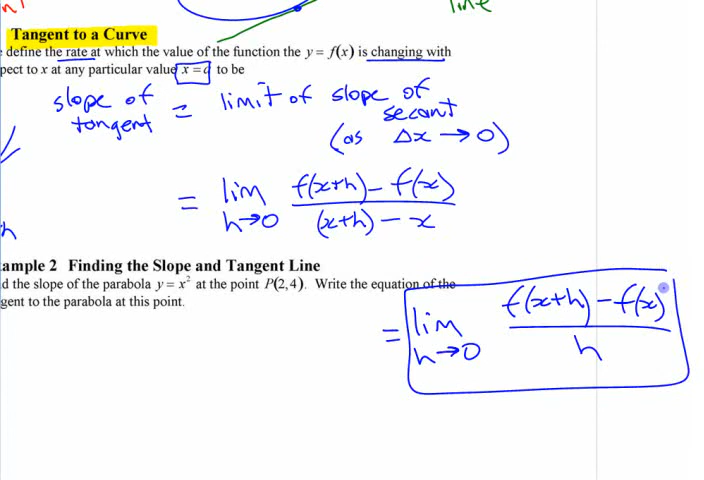 line
Tangent to a Curve
define the rate at which the value of the function the y = f(x) is changing with
pect to x at any particular value x = a to be
slope of tangent = limit of slope of secant
(as Δx → 0)
= lim h→0 f(x+h) - f(x) / (x+h) - x
h
ample 2 Finding the Slope and Tangent Line
d the slope of the parabola y = x² at the point P(2,4). Write the equation of the
gent to the parabola at this point.
= lim h→0 f(x+h) - f(x) / h